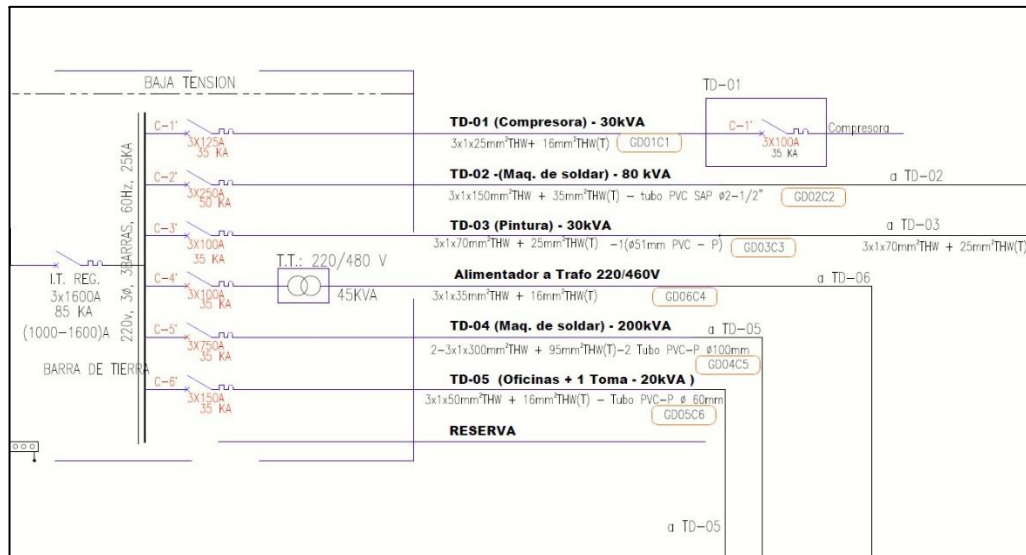 BAJA TENSION
TD-01
C-1'
3X125A
35 KA
TD-01 (Compresora) - 30kVA
3x1x25mm²THW+ 16mm²THW(T)
GD01C1
C-1'
3X100A
35 KA
Compresora
C-2'
3X250A
50 KA
TD-02 -(Maq. de soldar) - 80 kVA
3x1x150mm²THW + 35mm²THW(T) – tubo PVC SAP ø2-1/2"
GD02C2
a TD-02
C-3'
3X100A
35 KA
TD-03 (Pintura) - 30kVA
3x1x70mm²THW + 25mm²THW(T) -1(ø51mm PVC - P)
GD03C3
a TD-03
3x1x70mm²THW + 25mm²THW(T)
I.T. REG.
3x1600A
85 KA
(1000-1600)A
220v, 3ø, 3BARRAS, 60Hz, 25KA
C-4'
3X100A
35 KA
T.T.: 220/480 V
45KVA
Alimentador a Trafo 220/460V
3x1x35mm²THW + 16mm²THW(T)
GD06C4
a TD-06
C-5'
3X750A
35 KA
TD-04 (Maq. de soldar) - 200kVA
2-3x1x300mm²THW + 95mm²THW(T)-2 Tubo PVC-P ø100mm
GD04C5
a TD-05
BARRA DE TIERRA
C-6'
3X150A
35 KA
TD-05 (Oficinas + 1 Toma - 20kVA )
3x1x50mm²THW + 16mm²THW(T) – Tubo PVC-P ø 60mm
GD05C6
RESERVA
a TD-05